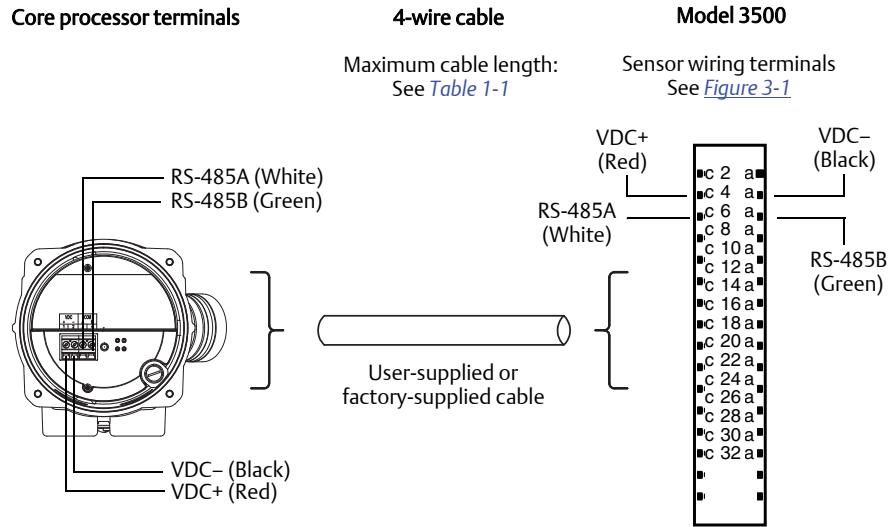 Core processor terminals
4-wire cable
Model 3500
Maximum cable length:
See Table 1-1
Sensor wiring terminals
See Figure 3-1
VDC+
(Red)
VDC–
(Black)
RS-485A (White)
RS-485B (Green)
RS-485A
(White)
RS-485B
(Green)
c 2 a
c 4 a
c 6 a
c 8 a
c 10 a
c 12 a
c 14 a
c 16 a
c 18 a
c 20 a
c 22 a
c 24 a
c 26 a
c 28 a
c 30 a
c 32 a
User-supplied or
factory-supplied cable
VDC– (Black)
VDC+ (Red)